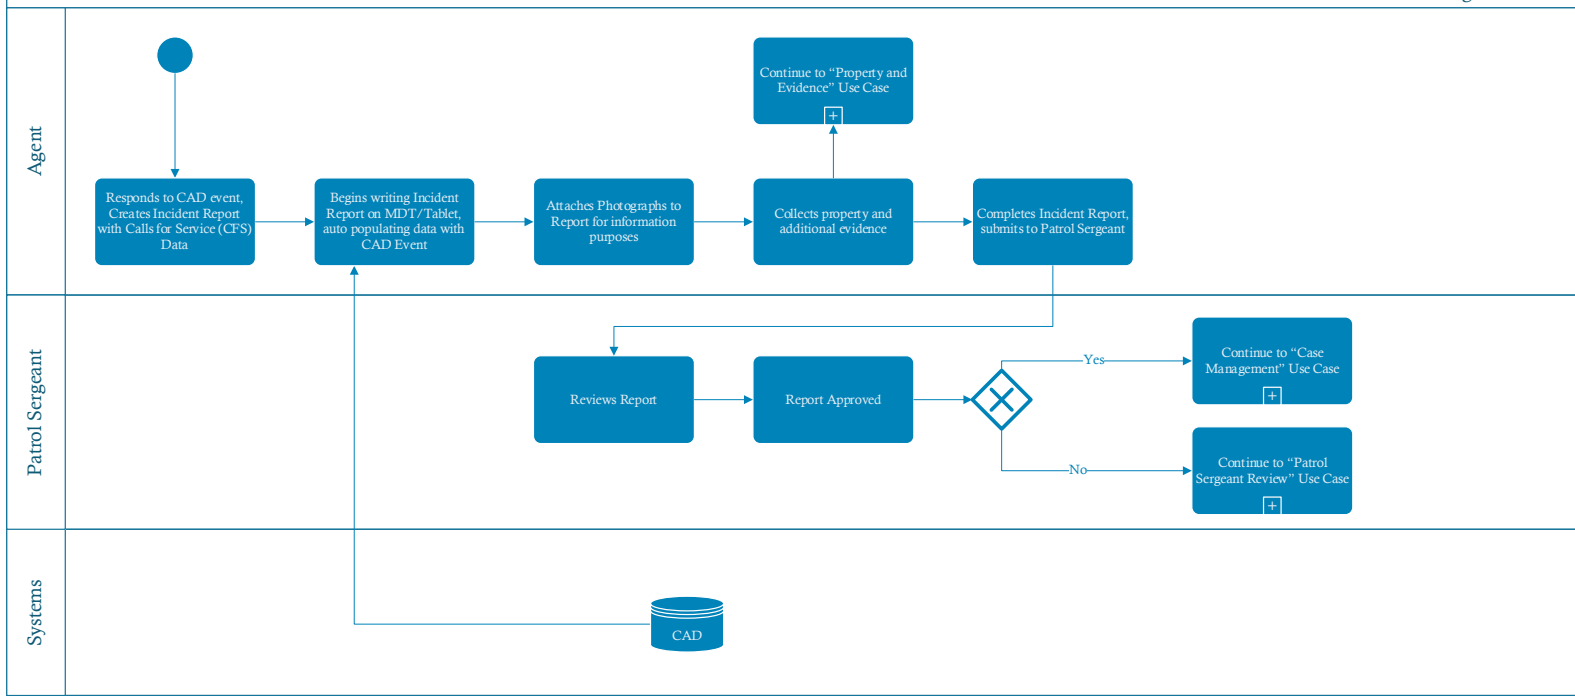 Agent
Continue to “Property and
Evidence” Use Case
Responds to CAD event,
Creates Incident Report
with Calls for Service (CFS)
Data
Begins writing Incident
Report on MDT/Tablet,
auto populating data with
CAD Event
Attaches Photographs to
Report for information
purposes
Collects property and
additional evidence
Completes Incident Report,
submits to Patrol Sergeant
Patrol Sergeant
Reviews Report
Report Approved
Yes
Continue to “Case
Management” Use Case
No
Continue to “Patrol
Sergeant Review” Use Case
Systems
CAD